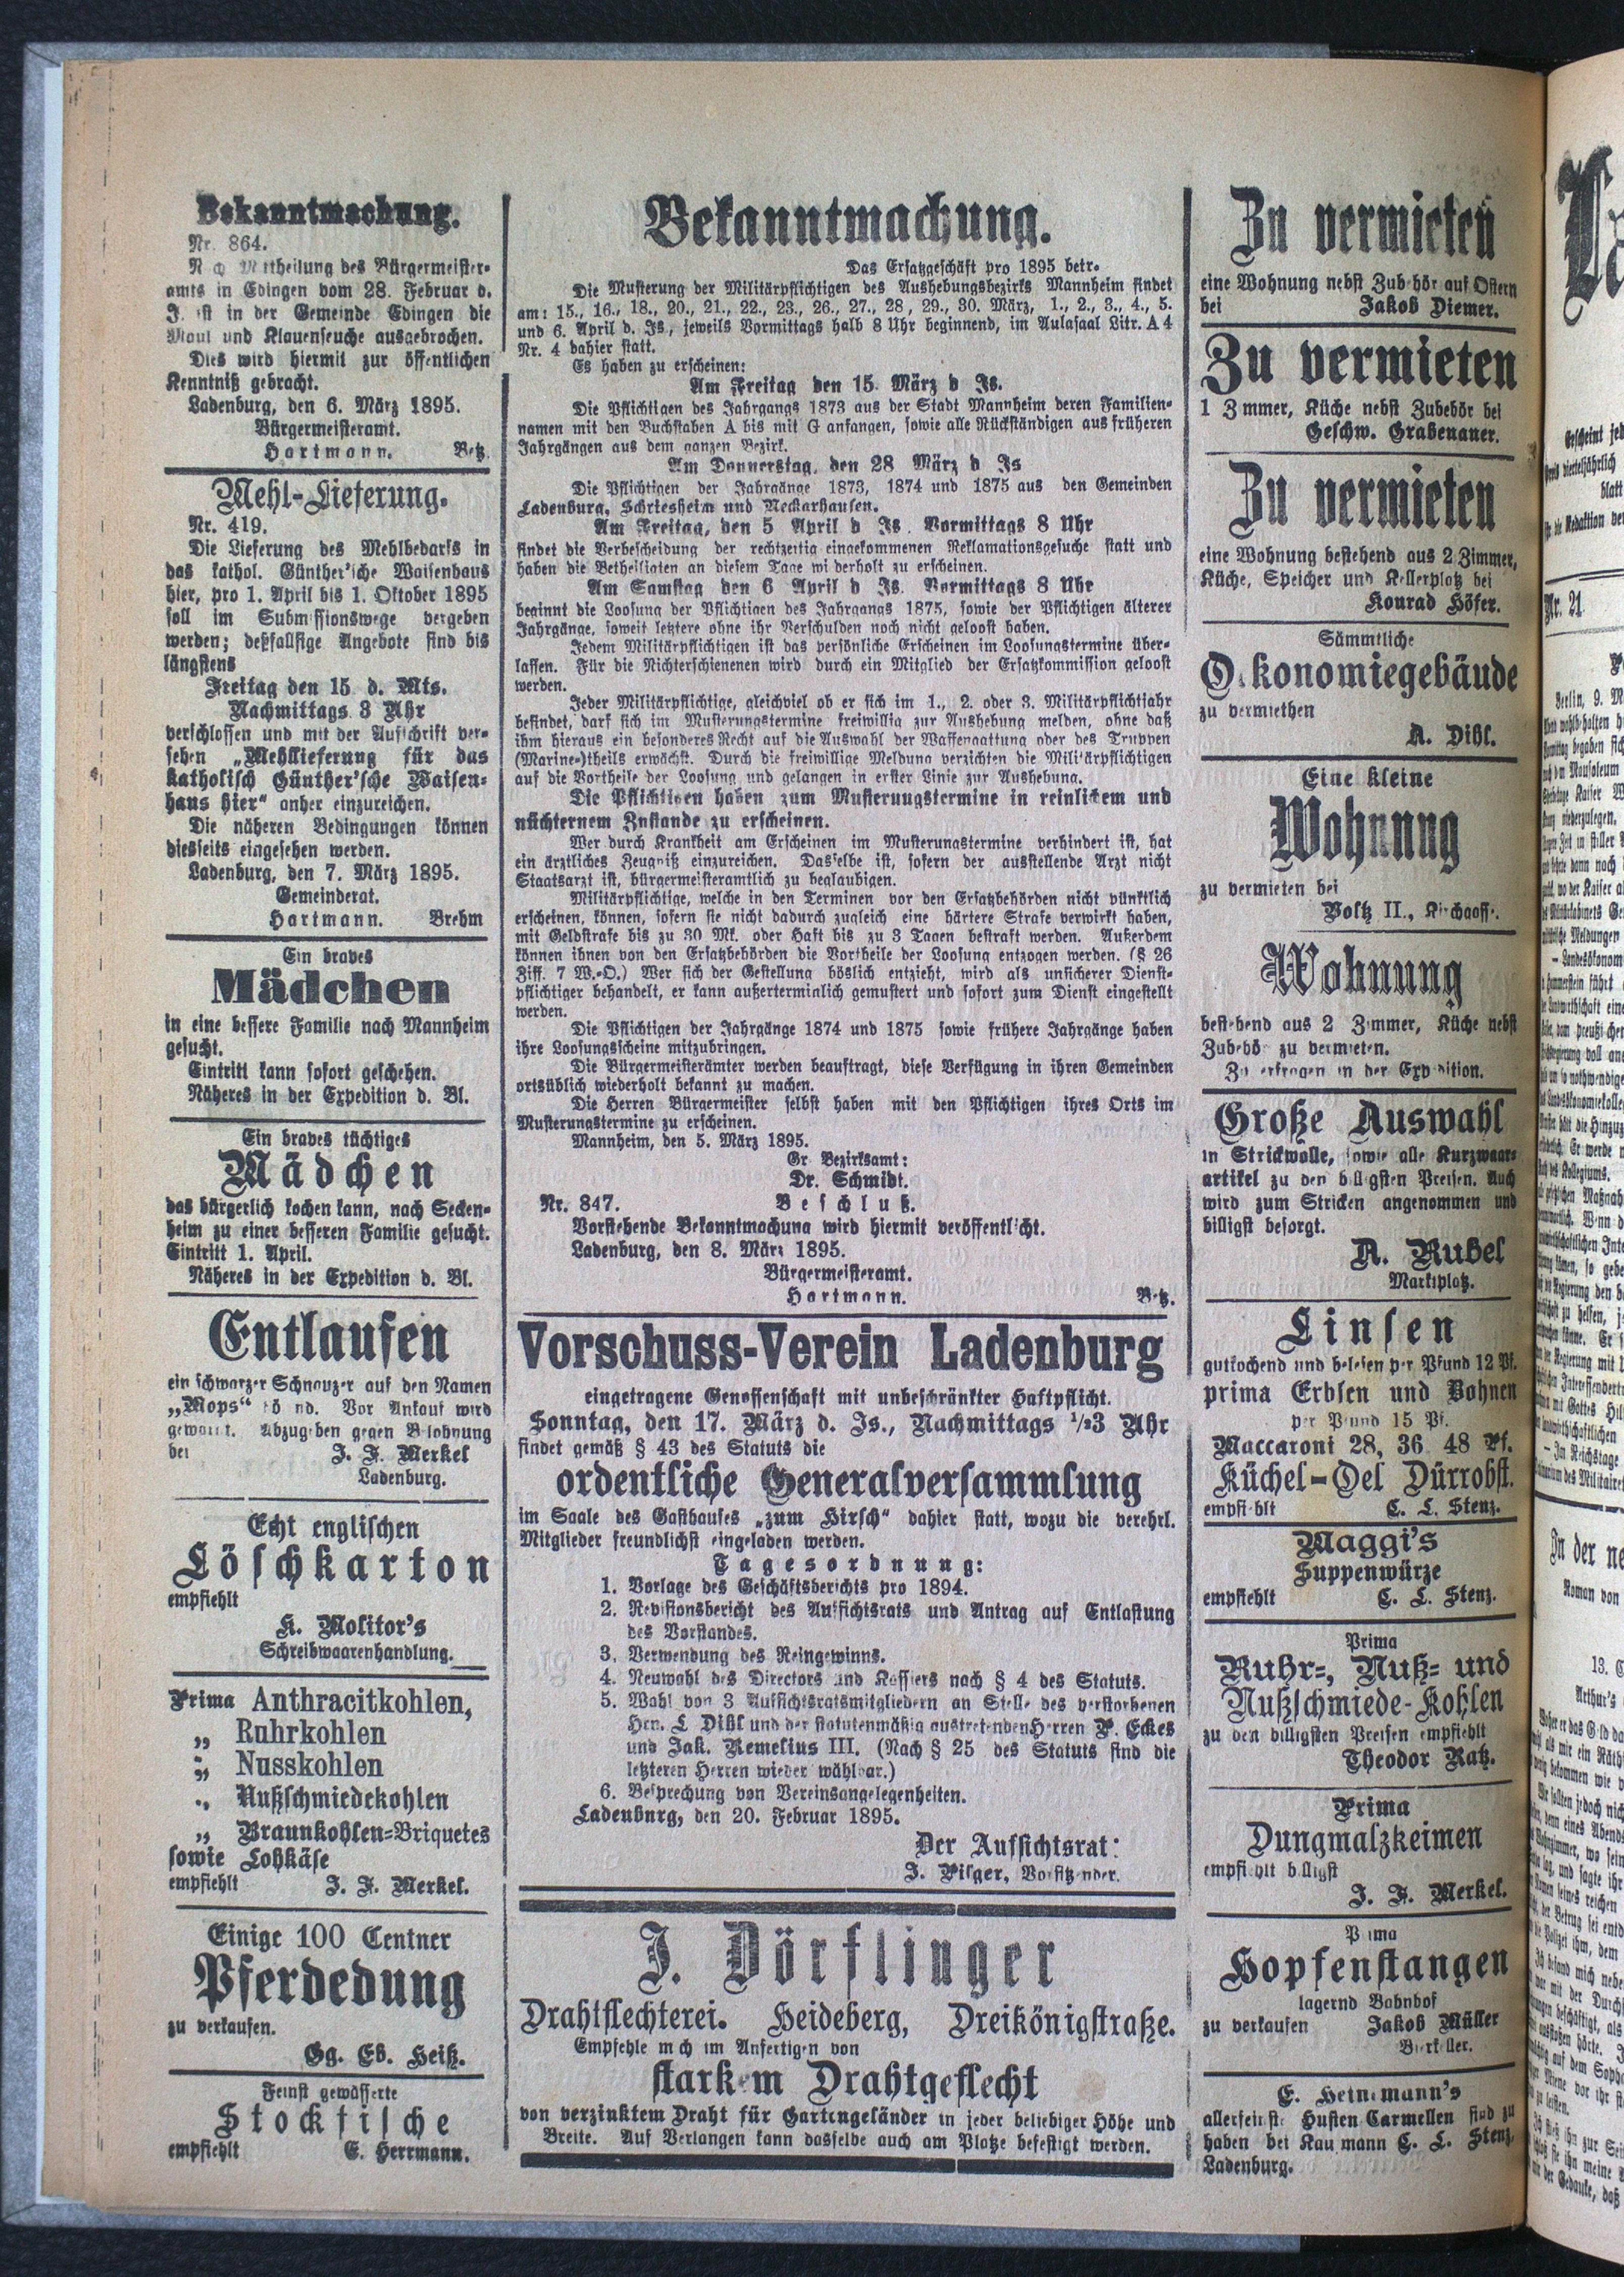 Bekanntmachung.
Nr. 864.
Nach Mittheilung des Bürgermeister-
amts in Edingen vom 28. Februar d.
J. ist in der Gemeinde Edingen die
Maul und Klauenseuche ausgebrochen.
Dies wird hiermit zur öffentlichen
Kenntniß gebracht.
Ladenburg, den 6. März 1895.
Bürgermeisteramt.
Hartmann. Betz.
Mehl-Lieferung.
Nr. 419.
Die Lieferung des Mehlbedarfs in
das kathol. Günther'sche Waisenhaus
hier, pro 1. April bis 1. Oktober 1895
soll im Submissionswege vergeben
werden; deßfallsige Angebote sind bis
längstens
Freitag den 15 d. Mts.
Nachmittags 3 Uhr
verschlossen und mit der Aufschrift ver-
sehen „Mehllieferung für das
katholisch Günther'sche Waisen-
haus hier“ anher einzureichen.
Die näheren Bedingungen können
diesseits eingesehen werden.
Ladenburg, den 7. März 1895.
Gemeinderat.
Hartmann. Brehm
Ein braves
Mädchen
in eine bessere Familie nach Mannheim
gesucht.
Eintritt kann sofort geschehen.
Näheres in der Expedition d. Bl.
Ein braves tüchtiges
Mädchen
das bürgerlich kochen kann, nach Secken-
heim zu einer besseren Familie gesucht.
Eintritt 1. April.
Näheres in der Expedition d. Bl.
Entlaufen
ein schwarzer Schnauzer auf den Namen
„Mops“ hörend. Vor Ankauf wird
gewarnt. Abzugeben gegen Belohnung
bei J. F. Merkel
Ladenburg.
Echt englischen
Löschkarton
empfiehlt
K. Molitor's
Schreibwaarenhandlung.
Prima Anthracitkohlen,
„ Ruhrkohlen
„ Nusskohlen
„ Nußschmiedekohlen
„ Braunkohlen-Briquetes
sowie Lohkäse
empfiehlt J. F. Merkel.
Einige 100 Centner
Pferdedung
zu verkaufen.
Gg. Eb. Heiß.
Feinst gewässerte
Stockfische
empfiehlt E. Herrmann.
Bekanntmachung.
Das Ersatzgeschäft pro 1895 betr.
Die Musterung der Militärpflichtigen des Aushebungsbezirks Mannheim findet
am: 15., 16., 18., 20., 21., 22., 23., 26., 27., 28, 29., 30. März, 1., 2., 3., 4., 5.
und 6. April d. Js., jeweils Vormittags halb 8 Uhr beginnend, im Aulasaal Litr. A 4
Nr. 4 dahier statt.
Es haben zu erscheinen:
Am Freitag den 15. März d Js.
Die Pflichtigen des Jahrgangs 1873 aus der Stadt Mannheim deren Familien-
namen mit den Buchstaben A bis mit G anfangen, sowie alle Rückständigen aus früheren
Jahrgängen aus dem ganzen Bezirk.
Am Donnerstag, den 28 März d Js
Die Pflichtigen der Jahrgänge 1873, 1874 und 1875 aus den Gemeinden
Ladenburg, Schriesheim und Neckarhausen.
Am Freitag, den 5 April d Js. Vormittags 8 Uhr
findet die Verbescheidung der rechtzeitig eingekommenen Reklamationsgesuche statt und
haben die Betheiligten an diesem Tage wiederholt zu erscheinen.
Am Samstag den 6 April d Js. Vormittags 8 Uhr
beginnt die Loosung der Pflichtigen des Jahrgangs 1875, sowie der Pflichtigen älterer
Jahrgänge, soweit letztere ohne ihr Verschulden noch nicht geloost haben.
Jedem Militärpflichtigen ist das persönliche Erscheinen im Loosungstermine über-
lassen. Für die Nichterschienenen wird durch ein Mitglied der Ersatzkommission geloost
werden.
Jeder Militärpflichtige, gleichviel ob er sich im 1., 2. oder 3. Militärpflichtjahr
befindet, darf sich im Musterungstermine freiwillig zur Aushebung melden, ohne daß
ihm hieraus ein besonderes Recht auf die Auswahl der Waffengattung oder des Truppen
(Marine-)theils erwächst. Durch die freiwillige Meldung verzichten die Militärpflichtigen
auf die Vortheile der Loosung und gelangen in erster Linie zur Aushebung.
Die Pflichtigen haben zum Musterungstermine in reinlichem und
nüchternem Zustande zu erscheinen.
Wer durch Krankheit am Erscheinen im Musterungstermine verhindert ist, hat
ein ärztliches Zeugniß einzureichen. Dasselbe ist, sofern der ausstellende Arzt nicht
Staatsarzt ist, bürgermeisteramtlich zu beglaubigen.
Militärpflichtige, welche in den Terminen vor den Ersatzbehörden nicht pünktlich
erscheinen, können, sofern sie nicht dadurch zugleich eine härtere Strafe verwirkt haben,
mit Geldstrafe bis zu 30 Mk. oder Haft bis zu 3 Tagen bestraft werden. Außerdem
können ihnen von den Ersatzbehörden die Vortheile der Loosung entzogen werden. (§ 26
Ziff. 7 W.-O.) Wer sich der Gestellung böslich entzieht, wird als unsicherer Dienst-
pflichtiger behandelt, er kann außerterminlich gemustert und sofort zum Dienst eingestellt
werden.
Die Pflichtigen der Jahrgänge 1874 und 1875 sowie frühere Jahrgänge haben
ihre Loosungsscheine mitzubringen.
Die Bürgermeisterämter werden beauftragt, diese Verfügung in ihren Gemeinden
ortsüblich wiederholt bekannt zu machen.
Die Herren Bürgermeister selbst haben mit den Pflichtigen ihres Orts im
Musterungstermine zu erscheinen.
Mannheim, den 5. März 1895.
Gr Bezirksamt:
Dr. Schmidt.
Nr. 847. Beschluß.
Vorstehende Bekanntmachung wird hiermit veröffentlicht.
Ladenburg, den 8. März 1895.
Bürgermeisteramt.
Hartmann. Betz.
Vorschuss-Verein Ladenburg
eingetragene Genossenschaft mit unbeschränkter Haftpflicht.
Sonntag, den 17. März d. Js., Nachmittags 1/23 Uhr
findet gemäß § 43 des Statuts die
ordentliche Generalversammlung
im Saale des Gasthauses „zum Hirsch“ dahier statt, wozu die verehrl.
Mitglieder freundlichst eingeladen werden.
Tagesordnung:
1. Vorlage des Geschäftsberichts pro 1894.
2. Revisionsbericht des Aufsichtsrats und Antrag auf Entlastung
des Vorstandes.
3. Verwendung des Reingewinns.
4. Neuwahl des Directors und Kassiers nach § 4 des Statuts.
5. Wahl von 3 Aufsichtsratsmitgliedern an Stelle des verstorbenen
Hrn. L Dihl und der statutenmäßig austretenden Herren P. Eckes
und Jak. Remelius III. (Nach § 25 des Statuts sind die
letzteren Herren wieder wählbar.)
6. Besprechung von Vereinsangelegenheiten.
Ladenburg, den 20. Februar 1895.
Der Aufsichtsrat:
J. Pilger, Vorsitzender.
J. Dörflinger
Drahtflechterei. Heideberg, Dreikönigstraße.
Empfehle mich im Anfertigen von
starkem Drahtgeflecht
von verzinktem Draht für Gartengeländer in jeder beliebiger Höhe und
Breite. Auf Verlangen kann dasselbe auch am Platze befestigt werden.
Zu vermieten
eine Wohnung nebst Zubehör auf Ostern
bei Jakob Diemer.
Zu vermieten
1 Zimmer, Küche nebst Zubehör bei
Geschw. Grabenauer.
Zu vermieten
eine Wohnung bestehend aus 2 Zimmer,
Küche, Speicher und Kellerplatz bei
Konrad Höfer.
Sämmtliche
Oekonomiegebäude
zu vermiethen
A. Dihl.
Eine kleine
Wohnung
zu vermieten bei
Voltz II., Kirchgasse.
Wohnung
bestehend aus 2 Zimmer, Küche nebst
Zubehör zu vermieten.
Zu erfragen in der Expedition.
Große Auswahl
in Strickwolle, sowie alle Kurzwaar-
artikel zu den billigsten Preisen. Auch
wird zum Stricken angenommen und
billigst besorgt.
A. Rubel
Marktplatz.
Linsen
gutkochend und belesen per Pfund 12 Pf.
prima Erbsen und Bohnen
per Pfund 15 Pf.
Maccaroni 28, 36 48 Pf.
Küchel-Oel Dürrobst.
empfiehlt C. L. Stenz.
Maggi's
Suppenwürze
empfiehlt C. L. Stenz.
Prima
Ruhr-, Nuß- und
Nußschmiede-Kohlen
zu den billigsten Preisen empfiehlt
Theodor Katz.
Prima
Dungmalzkeimen
empfiehlt billigst
J. F. Merkel.
Prima
Hopfenstangen
lagernd Bahnhof
zu verkaufen Jakob Müller
Bierkeller.
E. Heinemann's
allerfeinste Husten Carmellen sind zu
haben bei Kaufmann C. L. Stenz,
Ladenburg.
Nr. 21